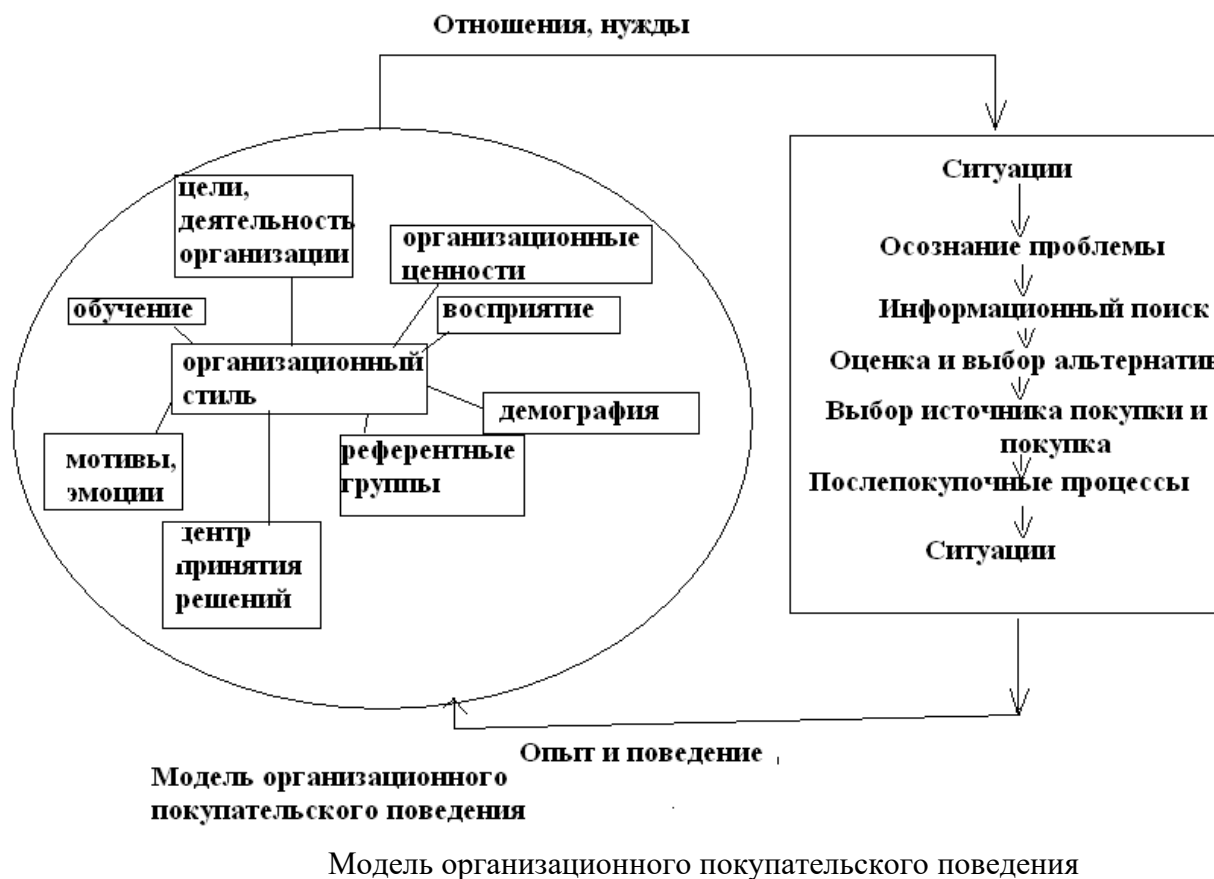 Отношения, нужды
цели,
деятельность
организации
организационные
ценности
обучение
восприятие
организационный
стиль
демография
мотивы,
эмоции
референтные
группы
центр
принятия
решений
Ситуации
Осознание проблемы
Информационный поиск
Оценка и выбор альтернатив
Выбор источника покупки и
покупка
Послепокупочные процессы
Ситуации
Опыт и поведение
Модель организационного
покупательского поведения
Модель организационного покупательского поведения